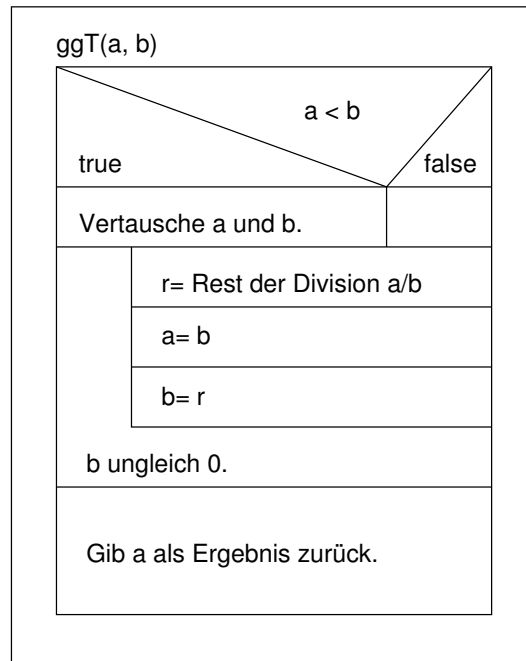 ggT(a, b)
a < b
true
false
Vertausche a und b.
r= Rest der Division a/b
a= b
b= r
b ungleich 0.
Gib a als Ergebnis zurück.